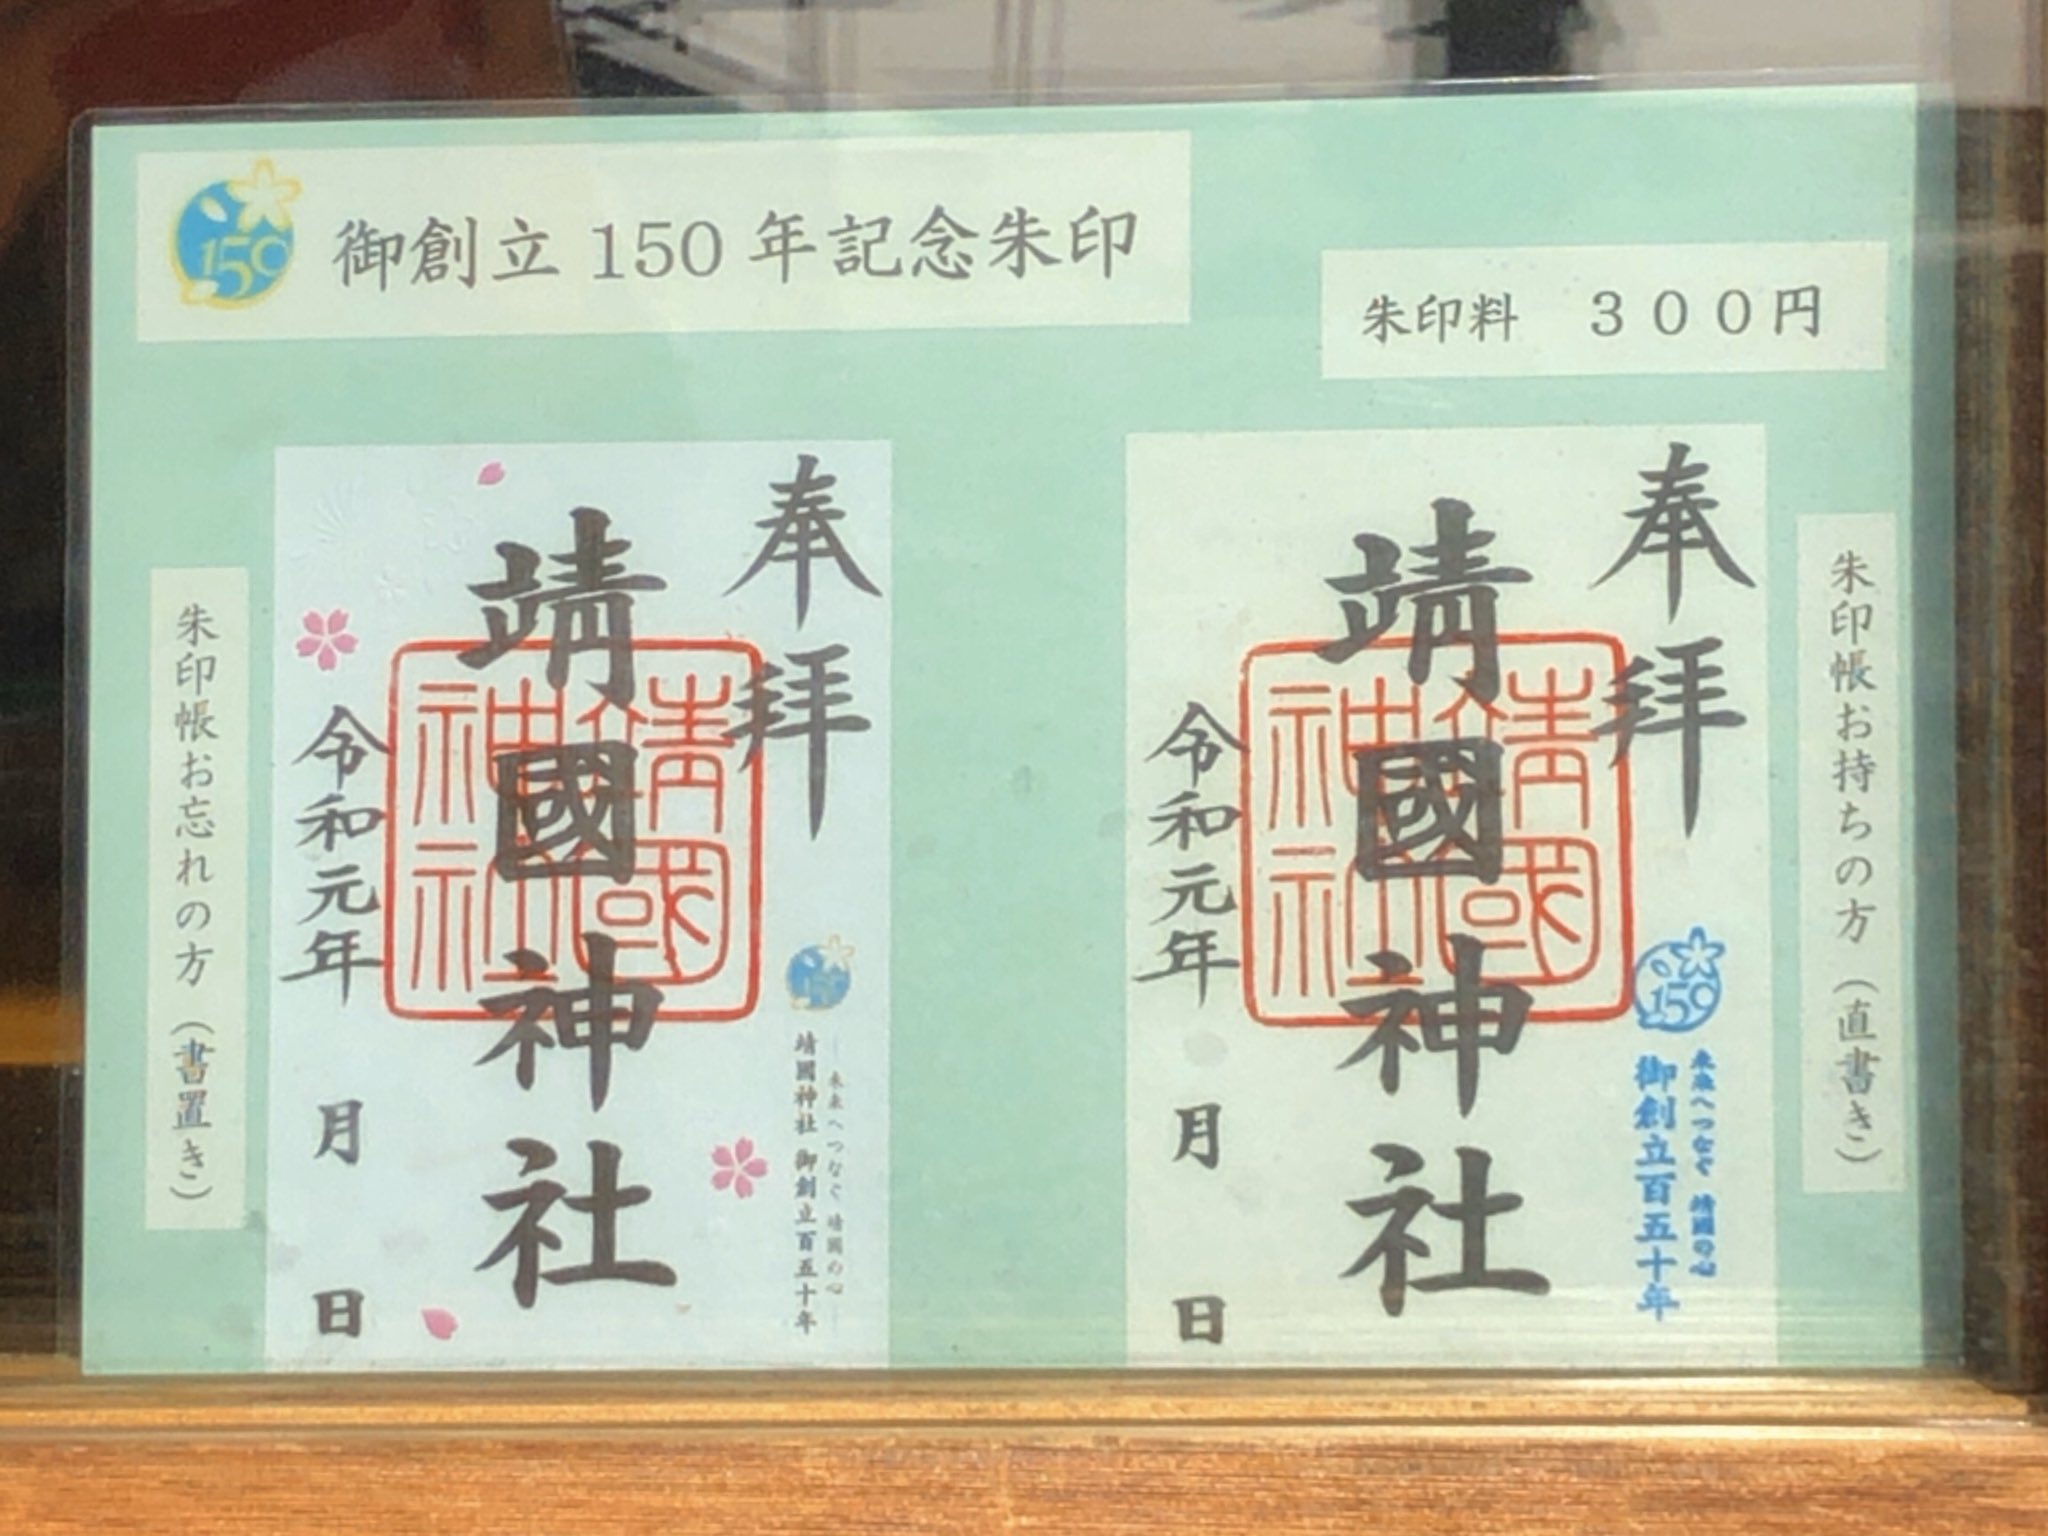 150
御創立150年記念朱印
朱印料 300円
朱印帳お持ちの方（直書き）
奉拝
靖國神社
靖國神社
令和元年
月
日
150
未来へつなぐ 靖國の心
御創立百五十年
奉拝
靖國神社
靖國神社
令和元年
月
日
150
―未来へつなぐ 靖國の心―
靖國神社 御創立百五十年
朱印帳お忘れの方（書置き）